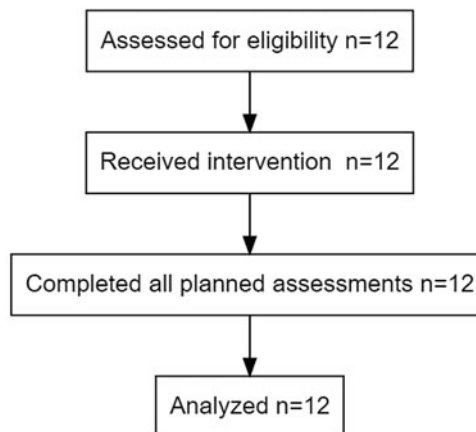 Assessed for eligibility n=12
Received intervention  n=12
Completed all planned assessments n=12
Analyzed n=12